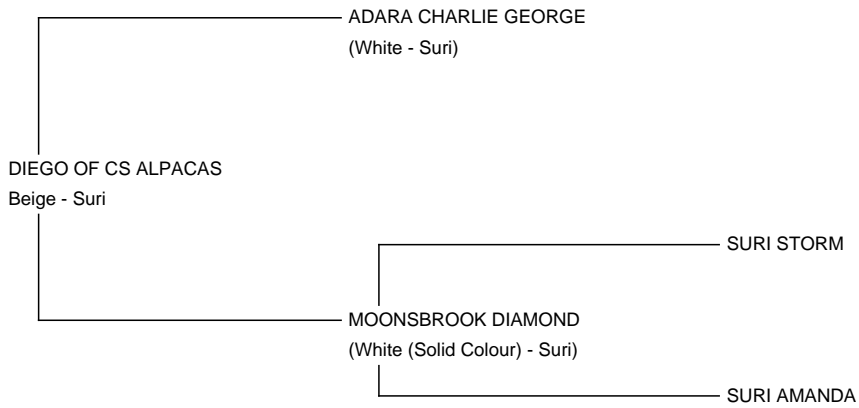 ADARA CHARLIE GEORGE
(White - Suri)
DIEGO OF CS ALPACAS
Beige - Suri
SURI STORM
MOONSBROOK DIAMOND
(White (Solid Colour) - Suri)
SURI AMANDA